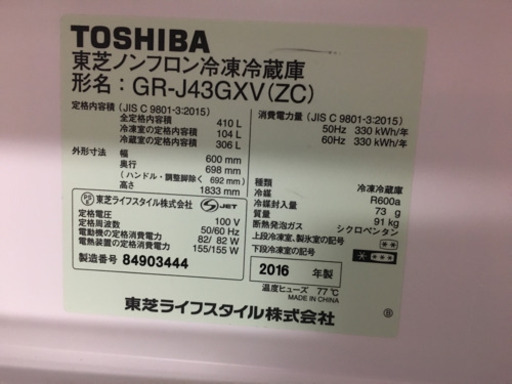 TOSHIBA
東芝ノンフロン冷凍冷蔵庫
形名：GR-J43GXV(ZC)
定格内容積 (JIS C 9801-3:2015)
全定格内容積 410 L
冷凍室の定格内容積 104 L
冷蔵室の定格内容積 306 L
外形寸法 幅 600 mm
奥行 698 mm
(ハンドル・調整脚除く 692 mm)
高さ 1833 mm
東芝ライフスタイル株式会社 JET
定格電圧 100 V
定格周波数 50/60 Hz
電動機の定格消費電力 82/ 82 W
電熱装置の定格消費電力 155/155 W
製造番号 84903444
消費電力量 (JIS C 9801-3:2015)
50Hz 330 kWh/年
60Hz 330 kWh/年
種類 冷凍冷蔵庫
冷媒 R600a
冷媒封入量 73 g
質量 91 kg
断熱発泡ガス シクロペンタン
上段冷凍室、製氷室の記号 **
下段冷凍室の記号 ****
2016 年製
温度ヒューズ 77℃
MADE IN CHINA
東芝ライフスタイル株式会社
Ⓑ